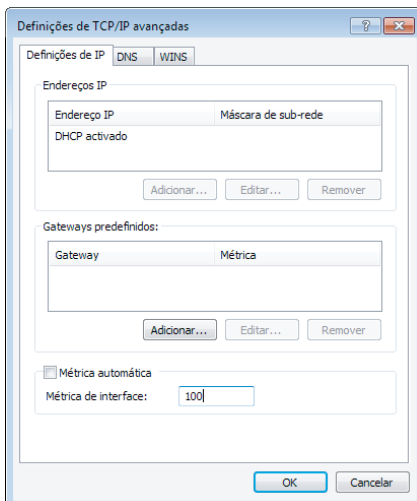 Definições de TCP/IP avançadas
Definições de IP DNS WINS
Endereços IP
Endereço IP Máscara de sub-rede
DHCP activado
Adicionar... Editar... Remover
Gateways predefinidos:
Gateway Métrica
Adicionar... Editar... Remover
Métrica automática
Métrica de interface: 100
OK Cancelar